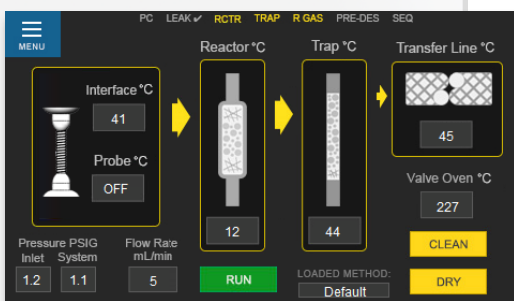 PC LEAK✔ RCTR TRAP R GAS PRE-DES SEQ
MENU
Reactor °C
Trap °C
Transfer Line °C
Interface °C
41
Probe °C
OFF
45
Valve Oven °C
227
12
44
CLEAN
Pressure PSIG
Inlet System
1.2 1.1
Flow Rate
mL/min
5
RUN
LOADED METHOD:
Default
DRY